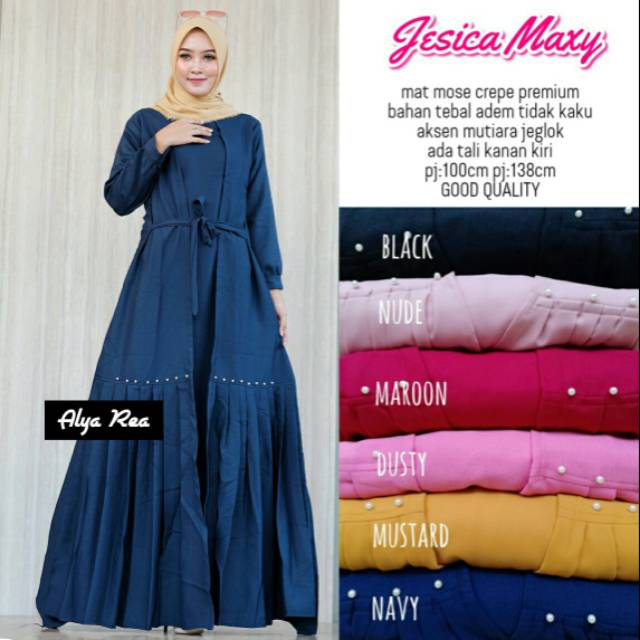 Jesica Maxy
mat mose crepe premium
bahan tebal adem tidak kaku
aksen mutiara jeglok
ada tali kanan kiri
pj:100cm pj:138cm
GOOD QUALITY
BLACK
NUDE
MAROON
DUSTY
MUSTARD
NAVY
Alya Rea